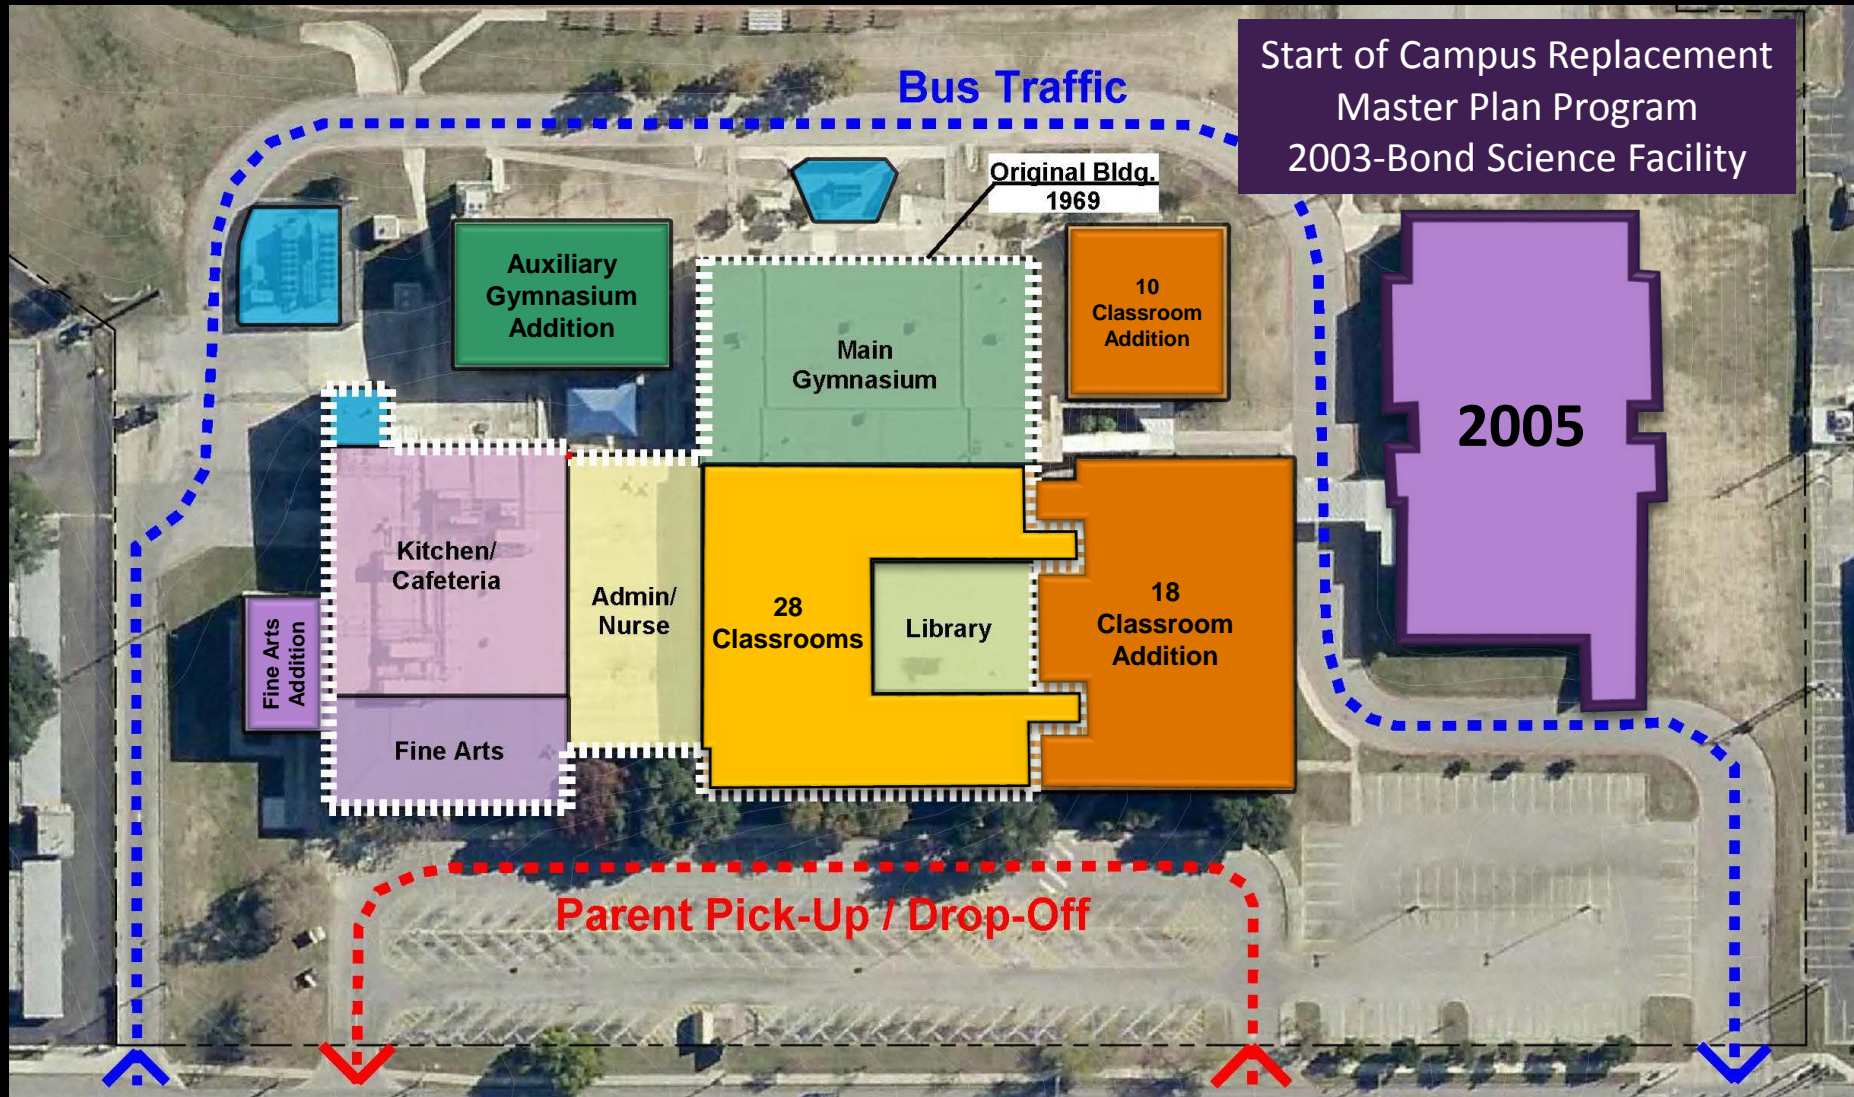 Start of Campus Replacement
Master Plan Program
2003-Bond Science Facility
Bus Traffic
Original Bldg.
1969
Auxiliary
Gymnasium
Addition
10
Classroom
Addition
Main
Gymnasium
2005
Kitchen/
Cafeteria
Admin/
Nurse
28
Classrooms
Library
18
Classroom
Addition
Fine Arts
Addition
Fine Arts
Parent Pick-Up / Drop-Off